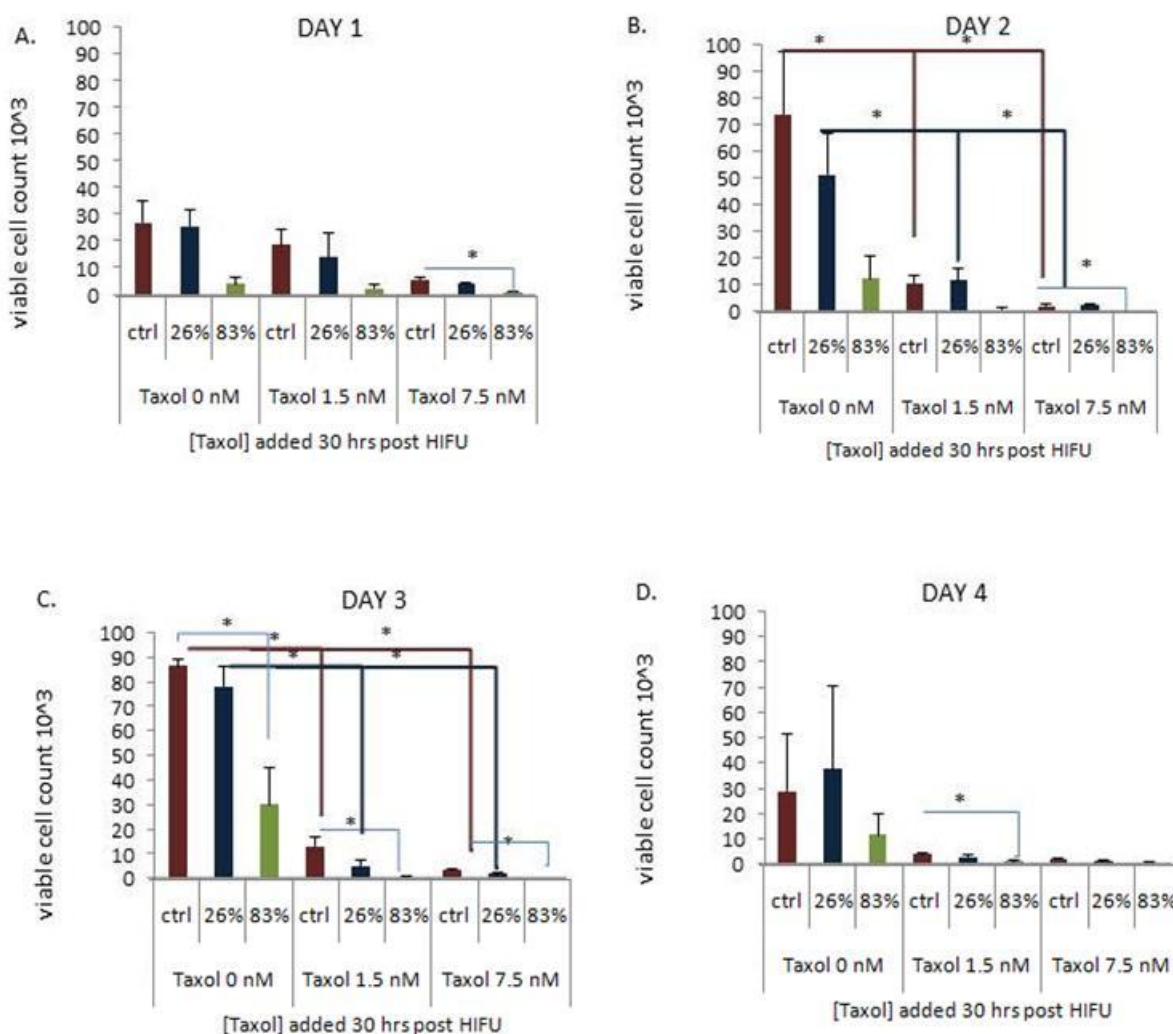 A.
DAY 1
viable cell count 10^3
100
90
80
70
60
50
40
30
20
10
0
*
ctrl 26% 83% ctrl 26% 83% ctrl 26% 83%
Taxol 0 nM Taxol 1.5 nM Taxol 7.5 nM
[Taxol] added 30 hrs post HIFU
B.
DAY 2
viable cell count 10^3
100
90
80
70
60
50
40
30
20
10
0
* *
* *
*
ctrl 26% 83% ctrl 26% 83% ctrl 26% 83%
Taxol 0 nM Taxol 1.5 nM Taxol 7.5 nM
[Taxol] added 30 hrs post HIFU
C.
DAY 3
viable cell count 10^3
100
90
80
70
60
50
40
30
20
10
0
* * *
* *
* *
ctrl 26% 83% ctrl 26% 83% ctrl 26% 83%
Taxol 0 nM Taxol 1.5 nM Taxol 7.5 nM
[Taxol] added 30 hrs post HIFU
D.
DAY 4
viable cell count 10^3
100
90
80
70
60
50
40
30
20
10
0
*
ctrl 26% 83% ctrl 26% 83% ctrl 26% 83%
Taxol 0 nM Taxol 1.5 nM Taxol 7.5 nM
[Taxol] added 30 hrs post HIFU